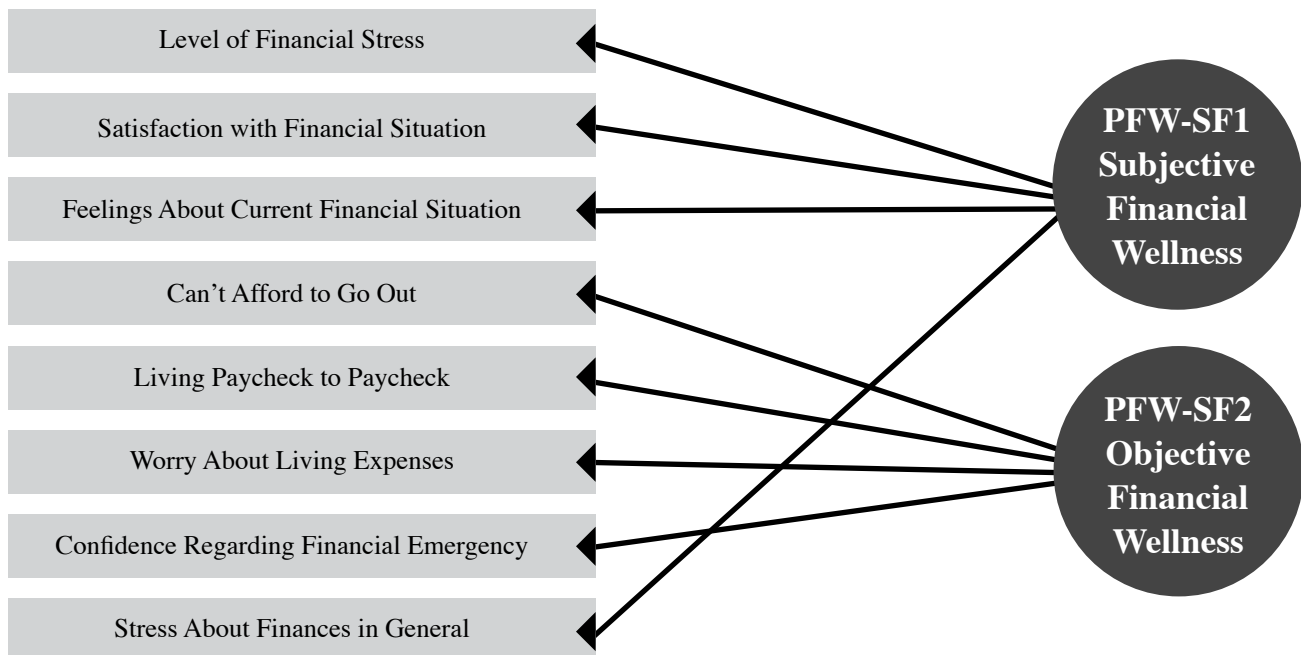 Level of Financial Stress
Satisfaction with Financial Situation
Feelings About Current Financial Situation
Can’t Afford to Go Out
Living Paycheck to Paycheck
Worry About Living Expenses
Confidence Regarding Financial Emergency
Stress About Finances in General
PFW-SF1
Subjective
Financial
Wellness
PFW-SF2
Objective
Financial
Wellness